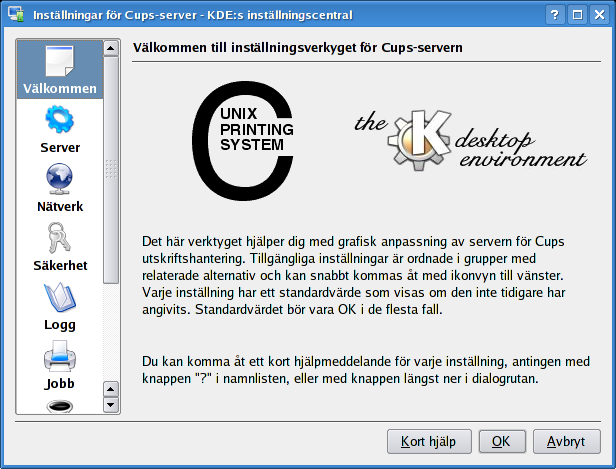 Inställningar för Cups-server - KDE:s inställningscentral
Välkommen
Server
Nätverk
Säkerhet
Logg
Jobb
Välkommen till inställningsverkyget för Cups-servern
UNIX
PRINTING
SYSTEM
the
K
desktop
environment
Det här verktyget hjälper dig med grafisk anpassning av servern för Cups
utskriftshantering. Tillgängliga inställningar är ordnade i grupper med
relaterade alternativ och kan snabbt kommas åt med ikonvyn till vänster.
Varje inställning har ett standardvärde som visas om den inte tidigare har
angivits. Standardvärdet bör vara OK i de flesta fall.
Du kan komma åt ett kort hjälpmeddelande för varje inställning, antingen med
knappen "?" i namnlisten, eller med knappen längst ner i dialogrutan.
Kort hjälp
OK
Avbryt